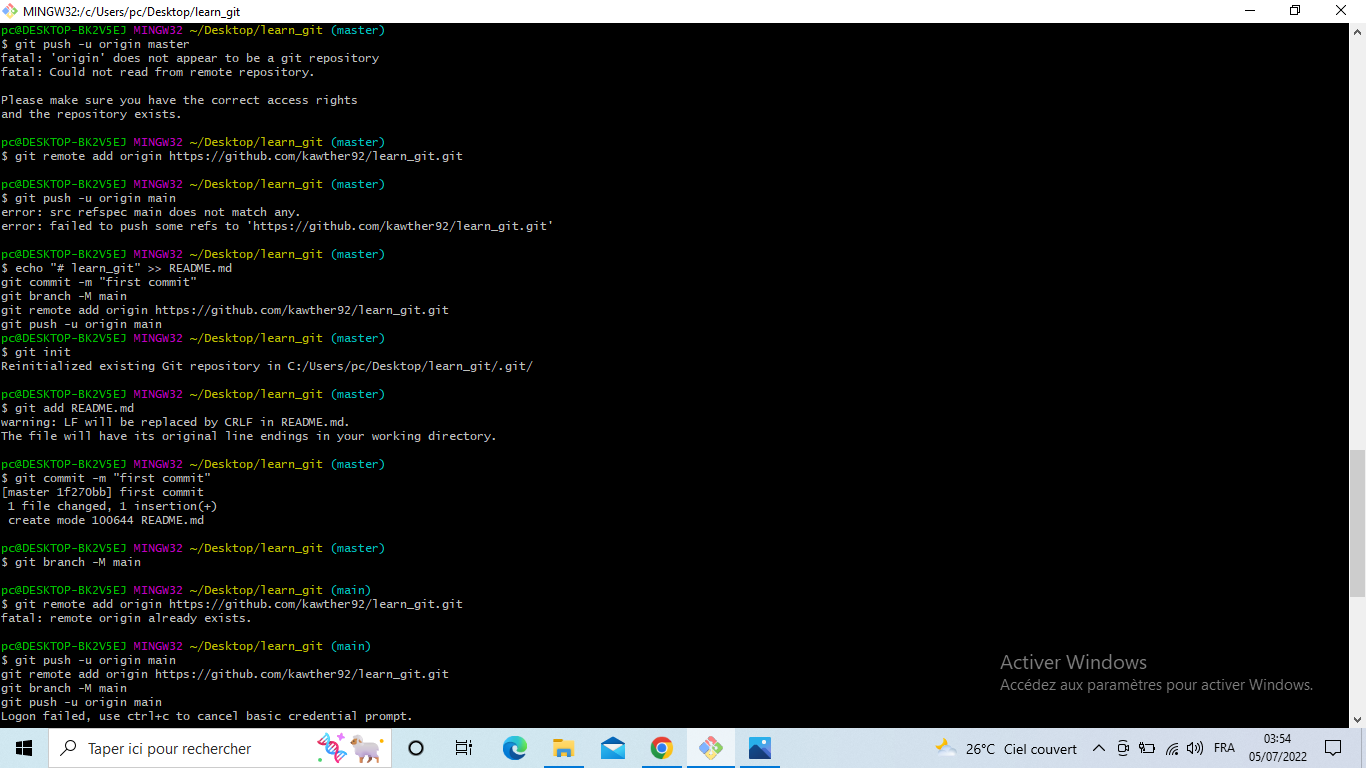 MINGW32:/c/Users/pc/Desktop/learn_git
pc@DESKTOP-BK2V5EJ MINGW32 ~/Desktop/learn_git (master)
$ git push -u origin master
fatal: 'origin' does not appear to be a git repository
fatal: Could not read from remote repository.
Please make sure you have the correct access rights
and the repository exists.
pc@DESKTOP-BK2V5EJ MINGW32 ~/Desktop/learn_git (master)
$ git remote add origin https://github.com/kawther92/learn_git.git
pc@DESKTOP-BK2V5EJ MINGW32 ~/Desktop/learn_git (master)
$ git push -u origin main
error: src refspec main does not match any.
error: failed to push some refs to 'https://github.com/kawther92/learn_git.git'
pc@DESKTOP-BK2V5EJ MINGW32 ~/Desktop/learn_git (master)
$ echo "# learn_git" >> README.md
git commit -m "first commit"
git branch -M main
git remote add origin https://github.com/kawther92/learn_git.git
git push -u origin main
pc@DESKTOP-BK2V5EJ MINGW32 ~/Desktop/learn_git (master)
$ git init
Reinitialized existing Git repository in C:/Users/pc/Desktop/learn_git/.git/
pc@DESKTOP-BK2V5EJ MINGW32 ~/Desktop/learn_git (master)
$ git add README.md
warning: LF will be replaced by CRLF in README.md.
The file will have its original line endings in your working directory.
pc@DESKTOP-BK2V5EJ MINGW32 ~/Desktop/learn_git (master)
$ git commit -m "first commit"
[master 1f270bb] first commit
1 file changed, 1 insertion(+)
create mode 100644 README.md
pc@DESKTOP-BK2V5EJ MINGW32 ~/Desktop/learn_git (master)
$ git branch -M main
pc@DESKTOP-BK2V5EJ MINGW32 ~/Desktop/learn_git (main)
$ git remote add origin https://github.com/kawther92/learn_git.git
fatal: remote origin already exists.
pc@DESKTOP-BK2V5EJ MINGW32 ~/Desktop/learn_git (main)
$ git push -u origin main
git remote add origin https://github.com/kawther92/learn_git.git
git branch -M main
git push -u origin main
Logon failed, use ctrl+c to cancel basic credential prompt.
Activer Windows
Accédez aux paramètres pour activer Windows.
Taper ici pour rechercher
26°C Ciel couvert
FRA
03:54
05/07/2022